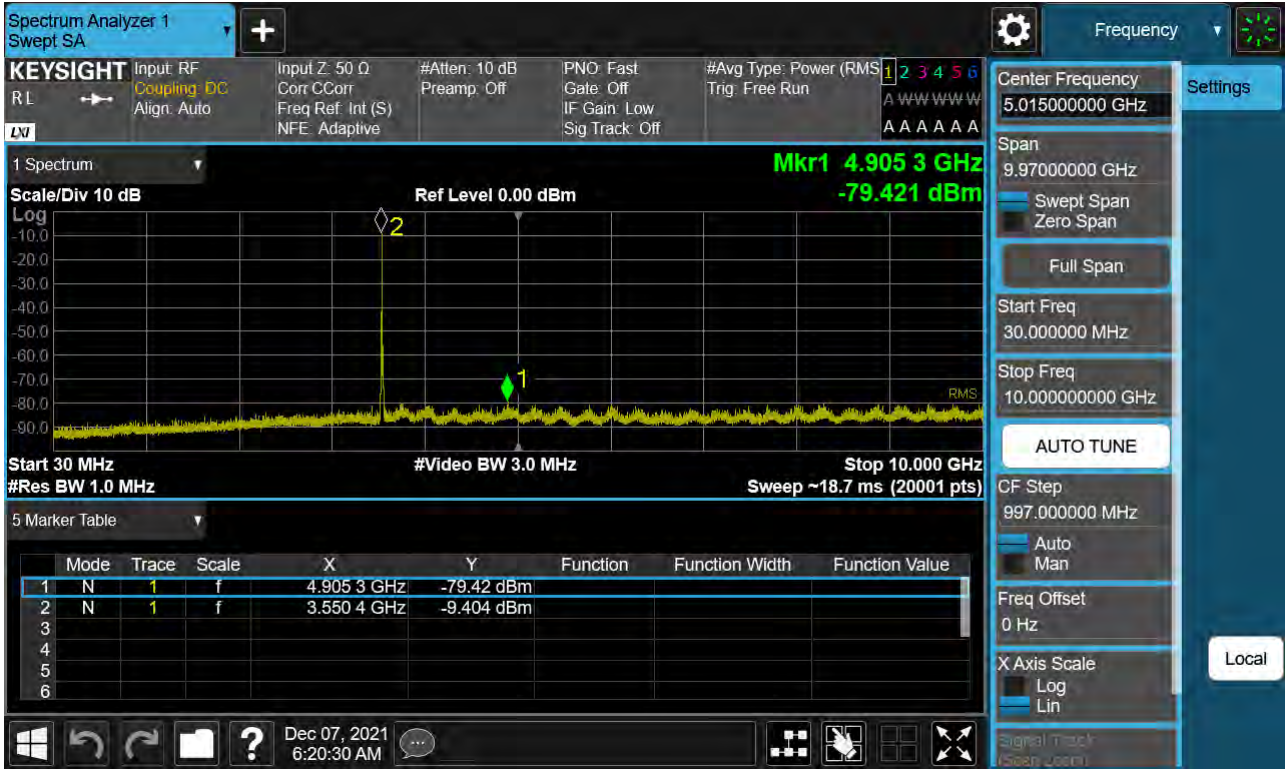 Spectrum Analyzer 1
Swept SA
Frequency
KEYSIGHT
RL
LXI
Input: RF
Coupling: DC
Align: Auto
Input Z: 50 Ω
Corr CCorr
Freq Ref: Int (S)
NFE: Adaptive
#Atten: 10 dB
Preamp: Off
PNO: Fast
Gate: Off
IF Gain: Low
Sig Track: Off
#Avg Type: Power (RMS
Trig: Free Run
1 2 3 4 5 6
A W W W W W
A A A A A A
1 Spectrum
Mkr1 4.905 3 GHz
-79.421 dBm
Scale/Div 10 dB
Ref Level 0.00 dBm
Log
-10.0
-20.0
-30.0
-40.0
-50.0
-60.0
-70.0
-80.0
-90.0
2
1
RMS
Start 30 MHz
#Video BW 3.0 MHz
Stop 10.000 GHz
#Res BW 1.0 MHz
Sweep ~18.7 ms (20001 pts)
5 Marker Table
Mode Trace Scale X Y Function Function Width Function Value
1 N 1 f 4.905 3 GHz -79.42 dBm
2 N 1 f 3.550 4 GHz -9.404 dBm
3
4
5
6
Dec 07, 2021
6:20:30 AM
Center Frequency
5.015000000 GHz
Settings
Span
9.97000000 GHz
Swept Span
Zero Span
Full Span
Start Freq
30.000000 MHz
Stop Freq
10.000000000 GHz
AUTO TUNE
CF Step
997.000000 MHz
Auto
Man
Freq Offset
0 Hz
X Axis Scale
Log
Lin
Local
Signal Track
(Span Zoom)